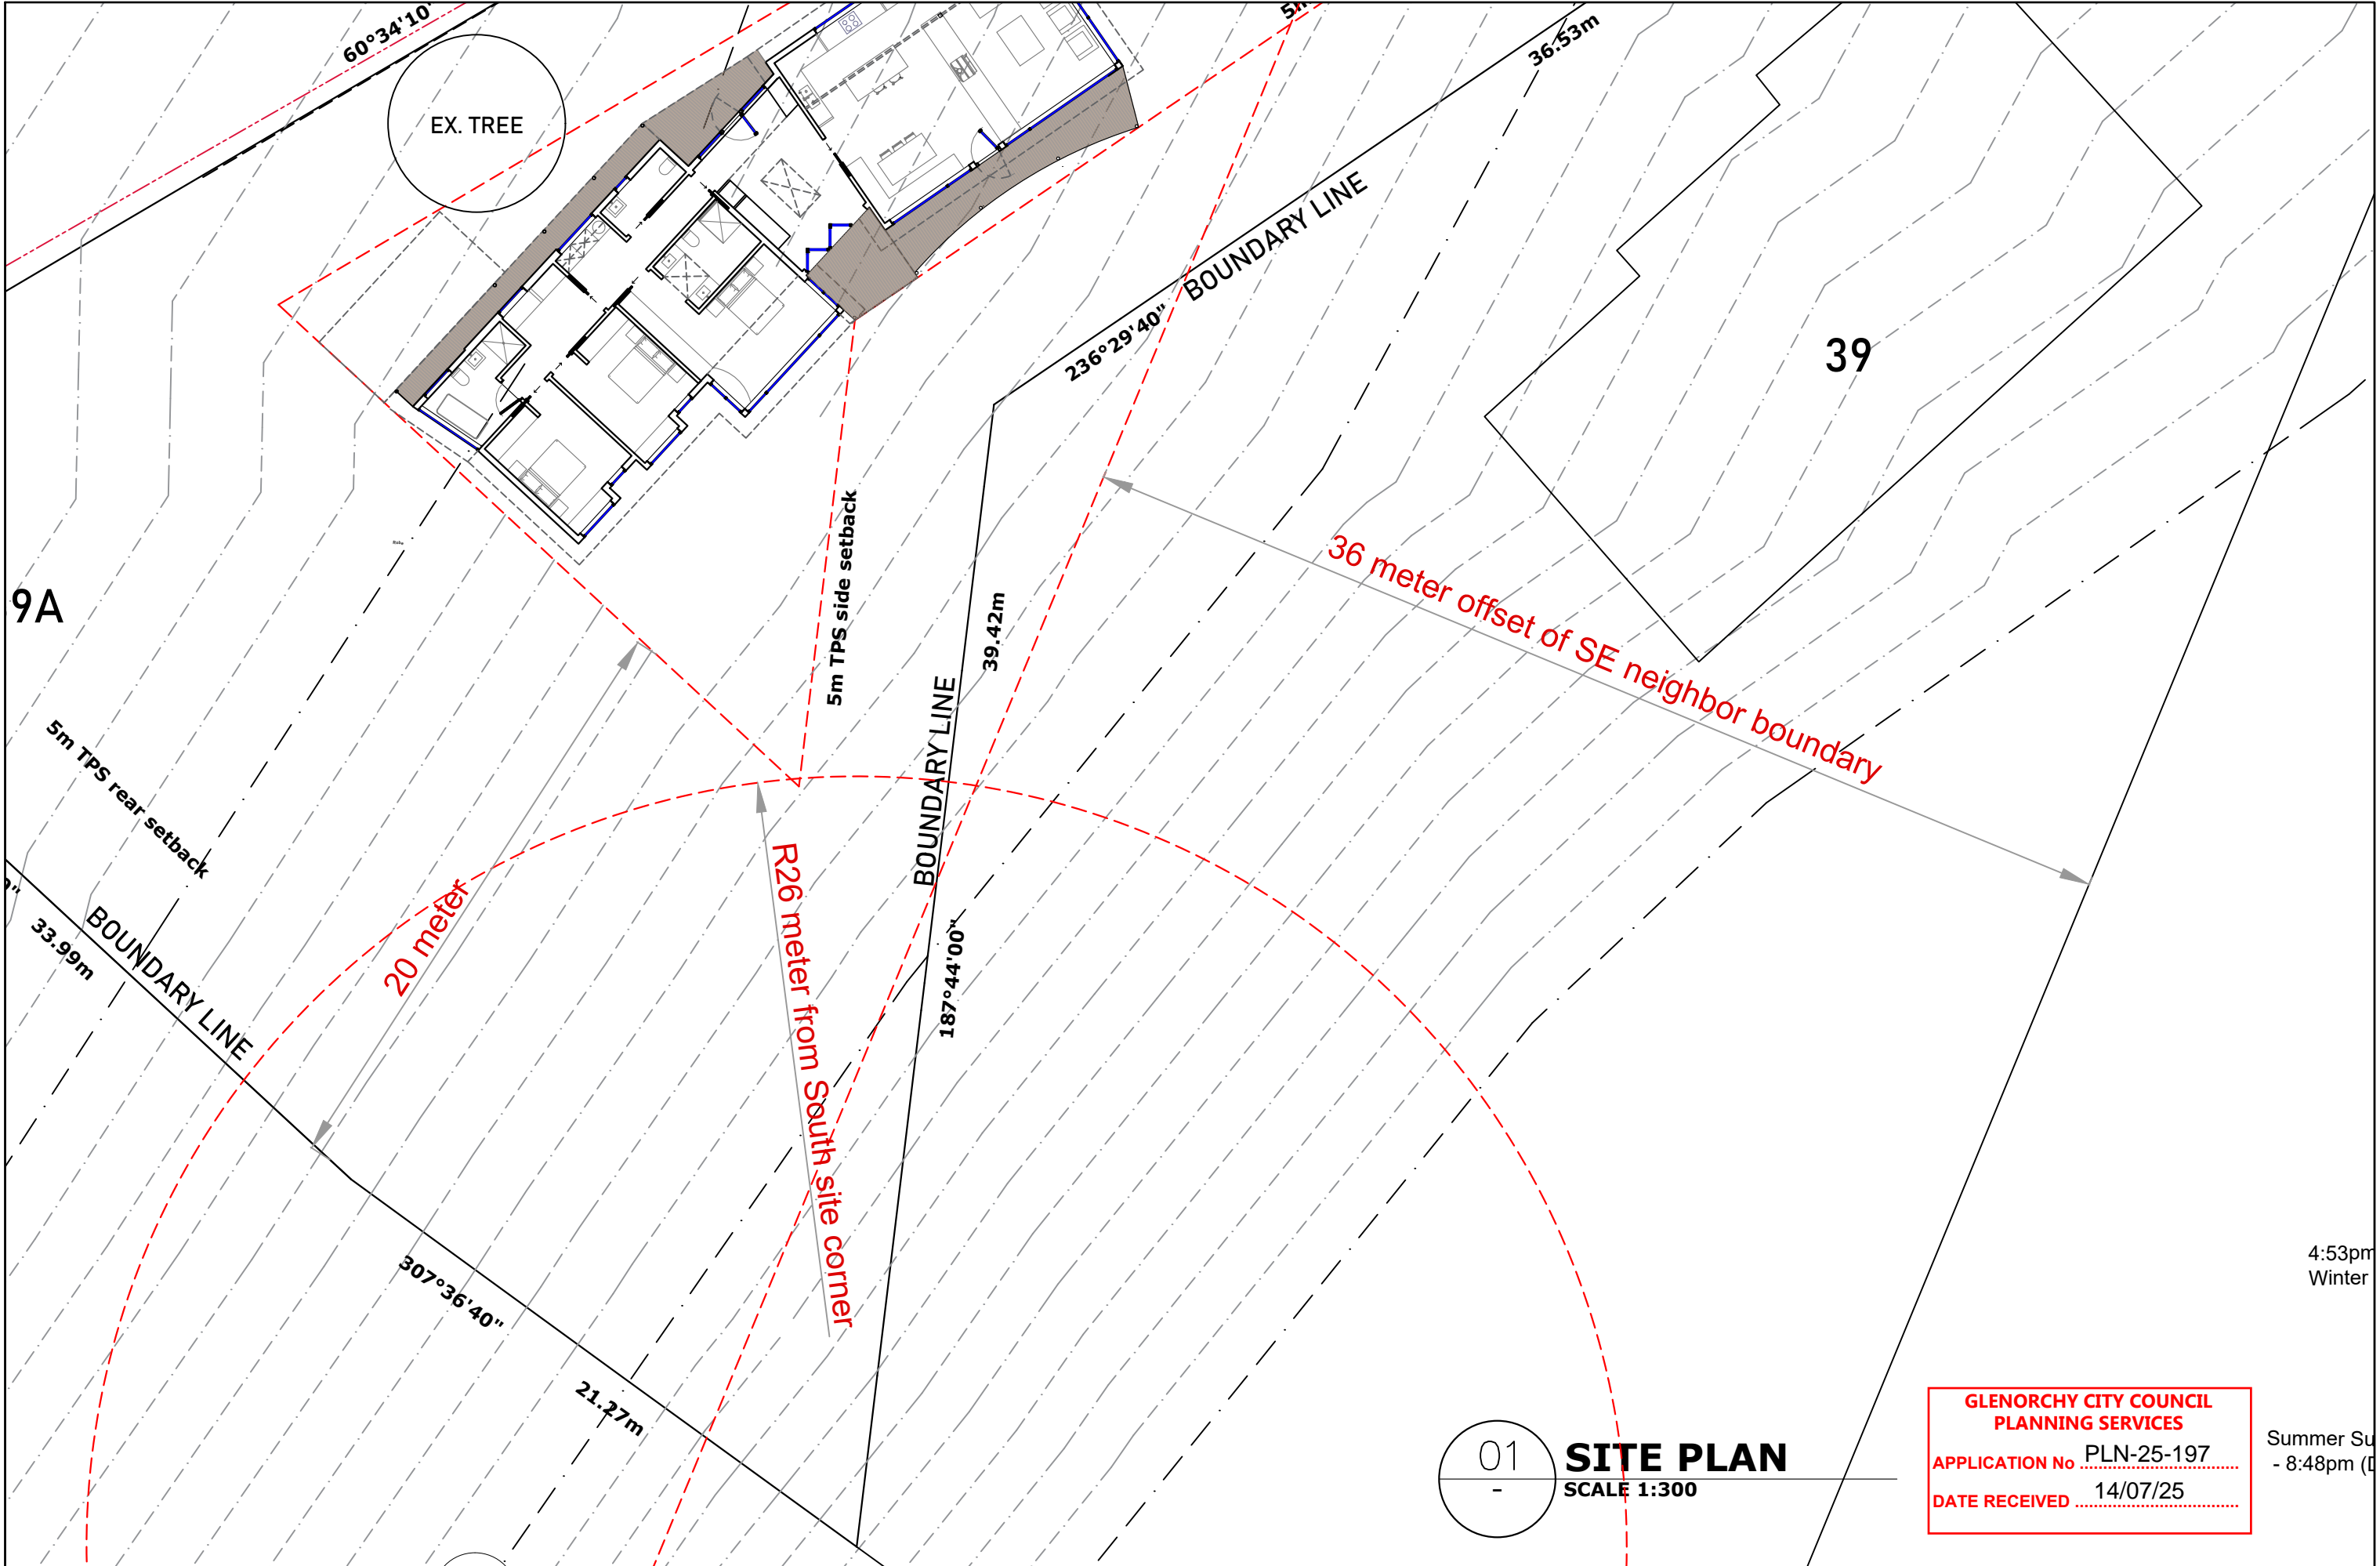 60°34'10"
EX. TREE
36.53m
BOUNDARY LINE
236°29'40"
39
9A
5m TPS side setback
39.42m
BOUNDARY LINE
187°44'00"
36 meter offset of SE neighbor boundary
5m TPS rear setback
BOUNDARY LINE
33.99m
20 meter
R26 meter from South site corner
307°36'40"
21.27m
4:53pm
Winter
Summer Su
- 8:48pm (
01
-
SITE PLAN
SCALE 1:300
GLENORCHY CITY COUNCIL
PLANNING SERVICES
APPLICATION No PLN-25-197
DATE RECEIVED 14/07/25